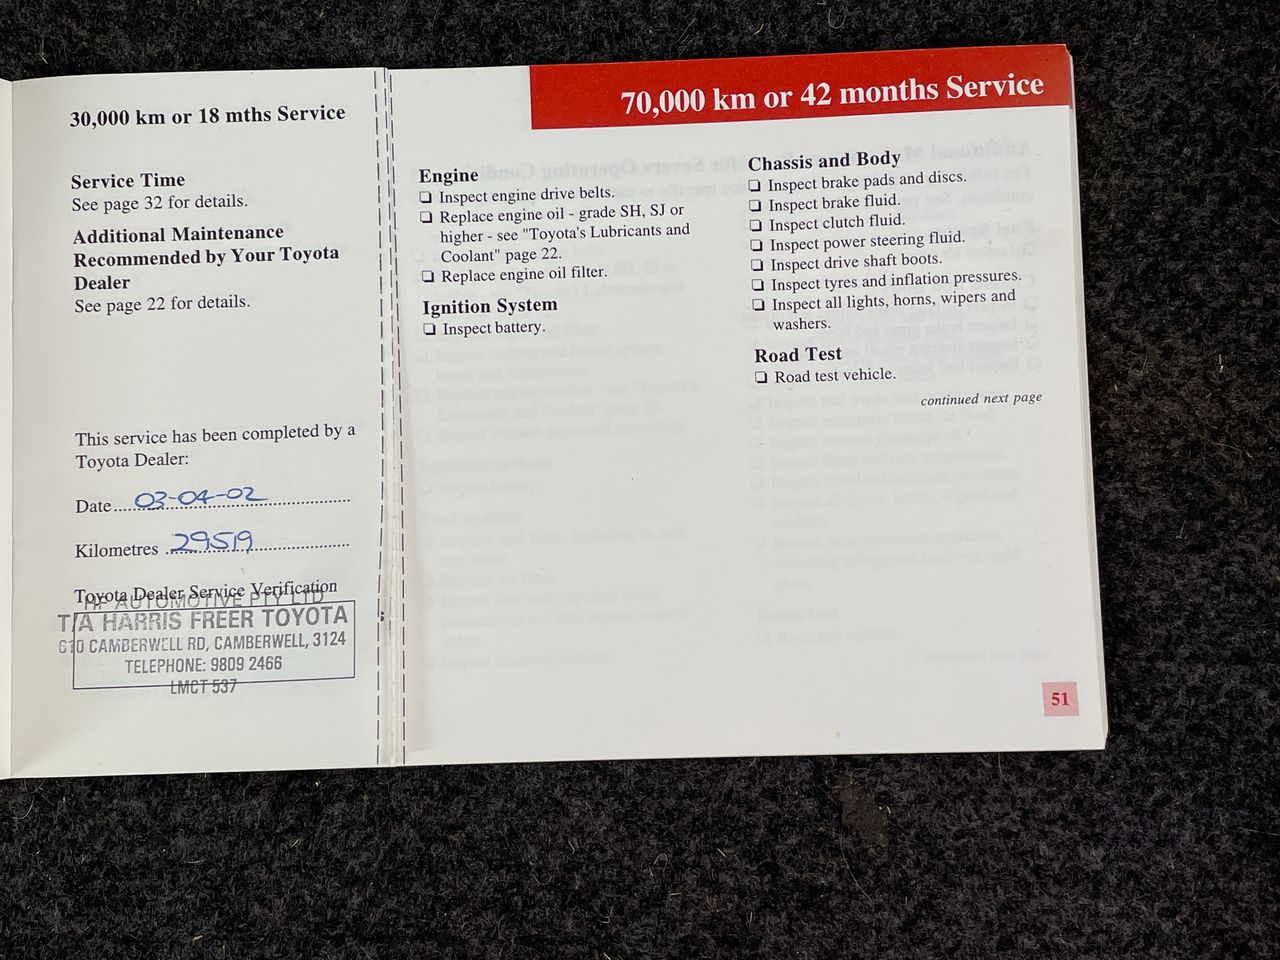 30,000 km or 18 mths Service
Service Time
See page 32 for details.
Additional Maintenance
Recommended by Your Toyota
Dealer
See page 22 for details.
This service has been completed by a
Toyota Dealer:
Date 03-04-02
Kilometres 29519
Toyota Dealer Service Verification
HF AUTOMOTIVE PTY LTD
T/A HARRIS FREER TOYOTA
610 CAMBERWELL RD, CAMBERWELL, 3124
TELEPHONE: 9809 2466
LMCT 537
70,000 km or 42 months Service
Engine
❏ Inspect engine drive belts.
❏ Replace engine oil - grade SH, SJ or
higher - see "Toyota's Lubricants and
Coolant" page 22.
❏ Replace engine oil filter.
Ignition System
❏ Inspect battery.
Chassis and Body
❏ Inspect brake pads and discs.
❏ Inspect brake fluid.
❏ Inspect clutch fluid.
❏ Inspect power steering fluid.
❏ Inspect drive shaft boots.
❏ Inspect tyres and inflation pressures.
❏ Inspect all lights, horns, wipers and
washers.
Road Test
❏ Road test vehicle.
continued next page
51